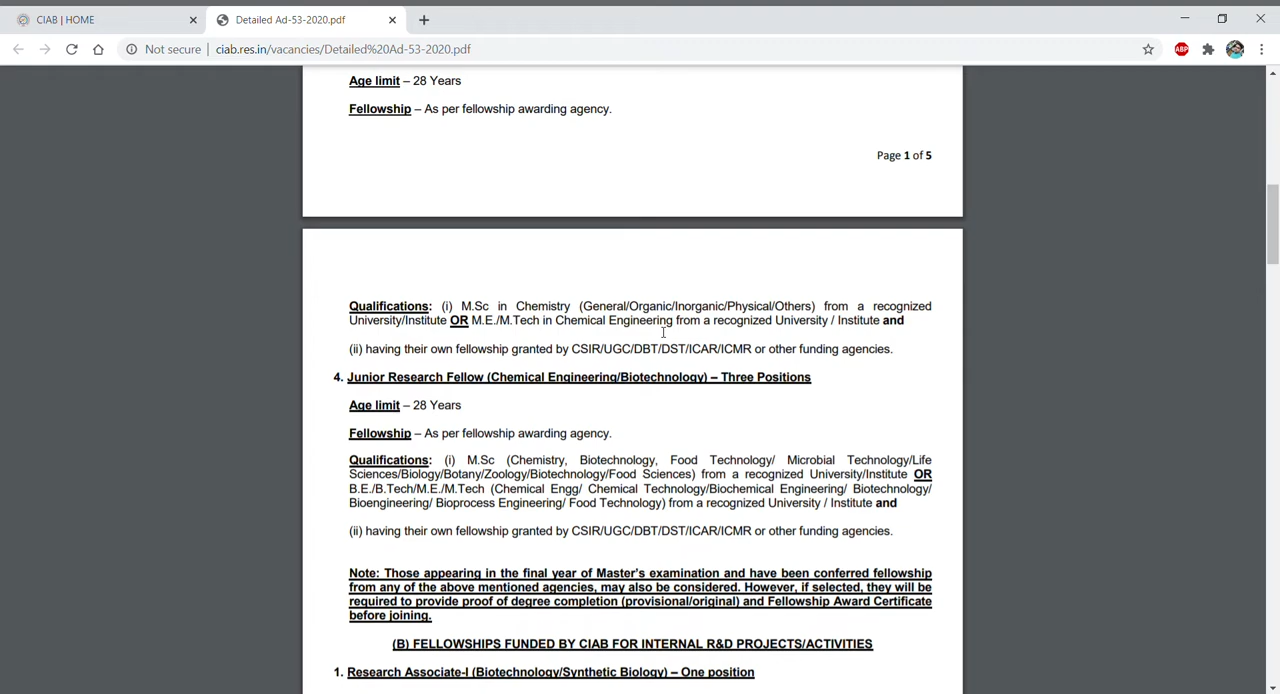 CIAB | HOME
Detailed Ad-53-2020.pdf
Not secure | ciab.res.in/vacancies/Detailed%20Ad-53-2020.pdf
ABP
Age limit – 28 Years
Fellowship – As per fellowship awarding agency.
Page 1 of 5
Qualifications: (i) M.Sc in Chemistry (General/Organic/Inorganic/Physical/Others) from a recognized
University/Institute OR M.E./M.Tech in Chemical Engineering from a recognized University / Institute and
(ii) having their own fellowship granted by CSIR/UGC/DBT/DST/ICAR/ICMR or other funding agencies.
4. Junior Research Fellow (Chemical Engineering/Biotechnology) – Three Positions
Age limit – 28 Years
Fellowship – As per fellowship awarding agency.
Qualifications: (i) M.Sc (Chemistry, Biotechnology, Food Technology/ Microbial Technology/Life
Sciences/Biology/Botany/Zoology/Biotechnology/Food Sciences) from a recognized University/Institute OR
B.E./B.Tech/M.E./M.Tech (Chemical Engg/ Chemical Technology/Biochemical Engineering/ Biotechnology/
Bioengineering/ Bioprocess Engineering/ Food Technology) from a recognized University / Institute and
(ii) having their own fellowship granted by CSIR/UGC/DBT/DST/ICAR/ICMR or other funding agencies.
Note: Those appearing in the final year of Master's examination and have been conferred fellowship
from any of the above mentioned agencies, may also be considered. However, if selected, they will be
required to provide proof of degree completion (provisional/original) and Fellowship Award Certificate
before joining.
(B) FELLOWSHIPS FUNDED BY CIAB FOR INTERNAL R&D PROJECTS/ACTIVITIES
1. Research Associate-I (Biotechnology/Synthetic Biology) – One position